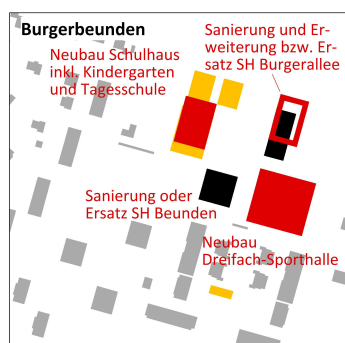 Burgerbeunden
Neubau Schulhaus
inkl. Kindergarten
und Tagesschule
Sanierung und Er-
weiterung bzw. Er-
satz SH Burgerallee
Sanierung oder
Ersatz SH Beunden
Neubau
Dreifach-Sporthalle